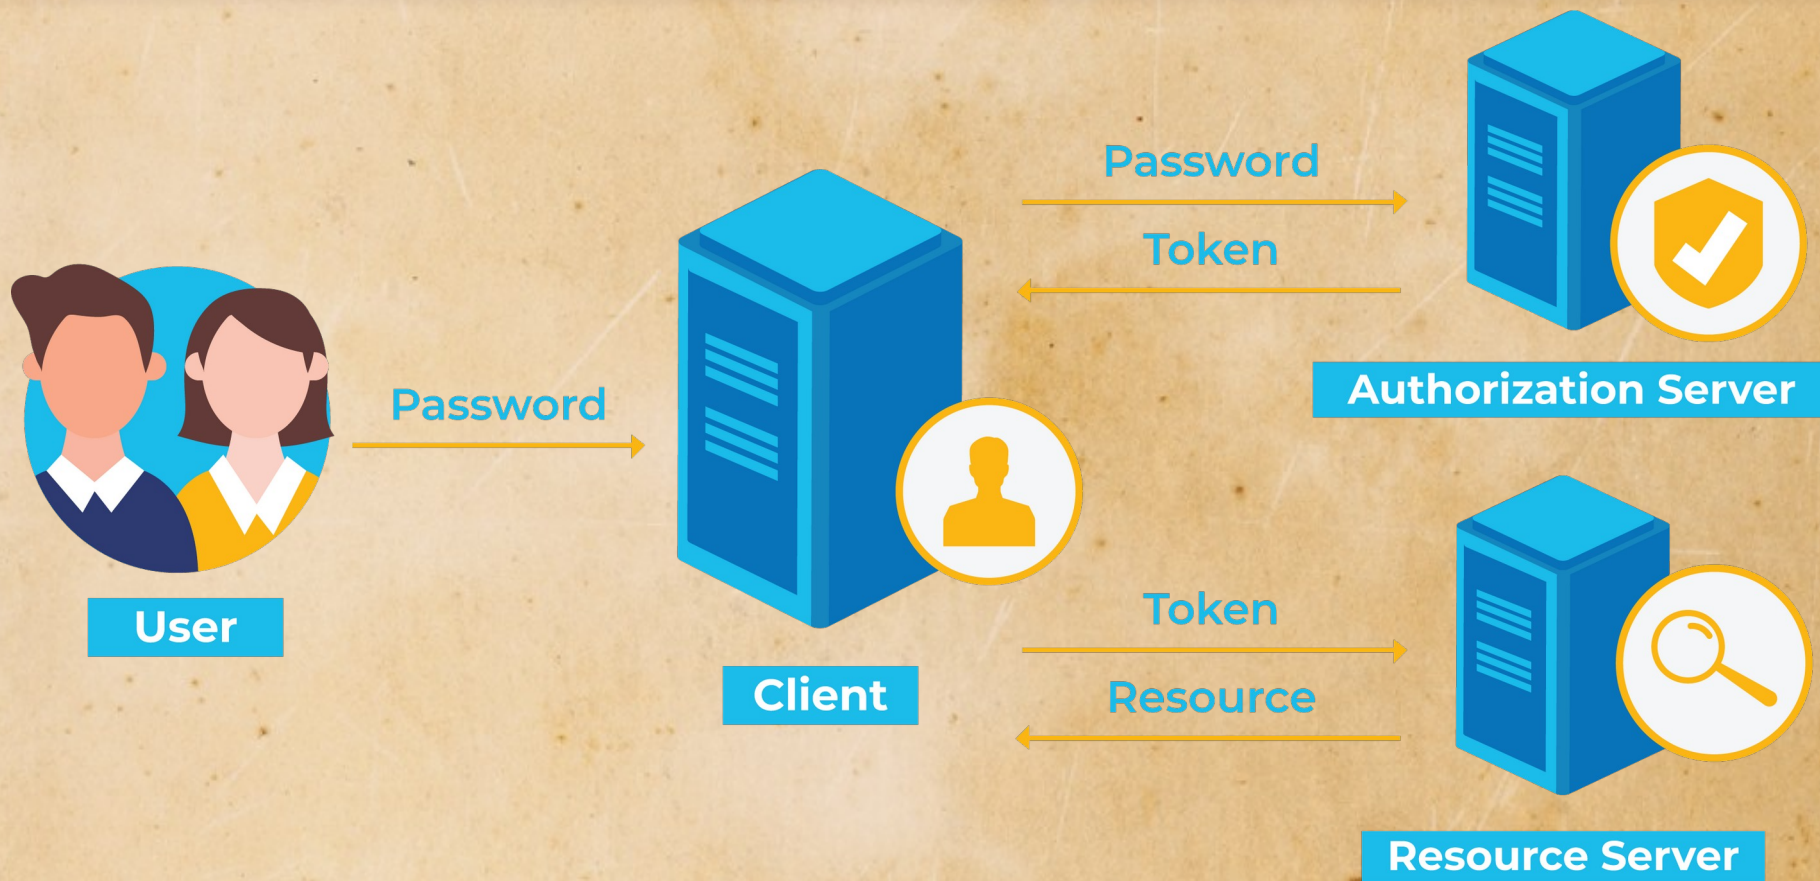 Password
Token
Authorization Server
Password
User
Client
Token
Resource
Resource Server